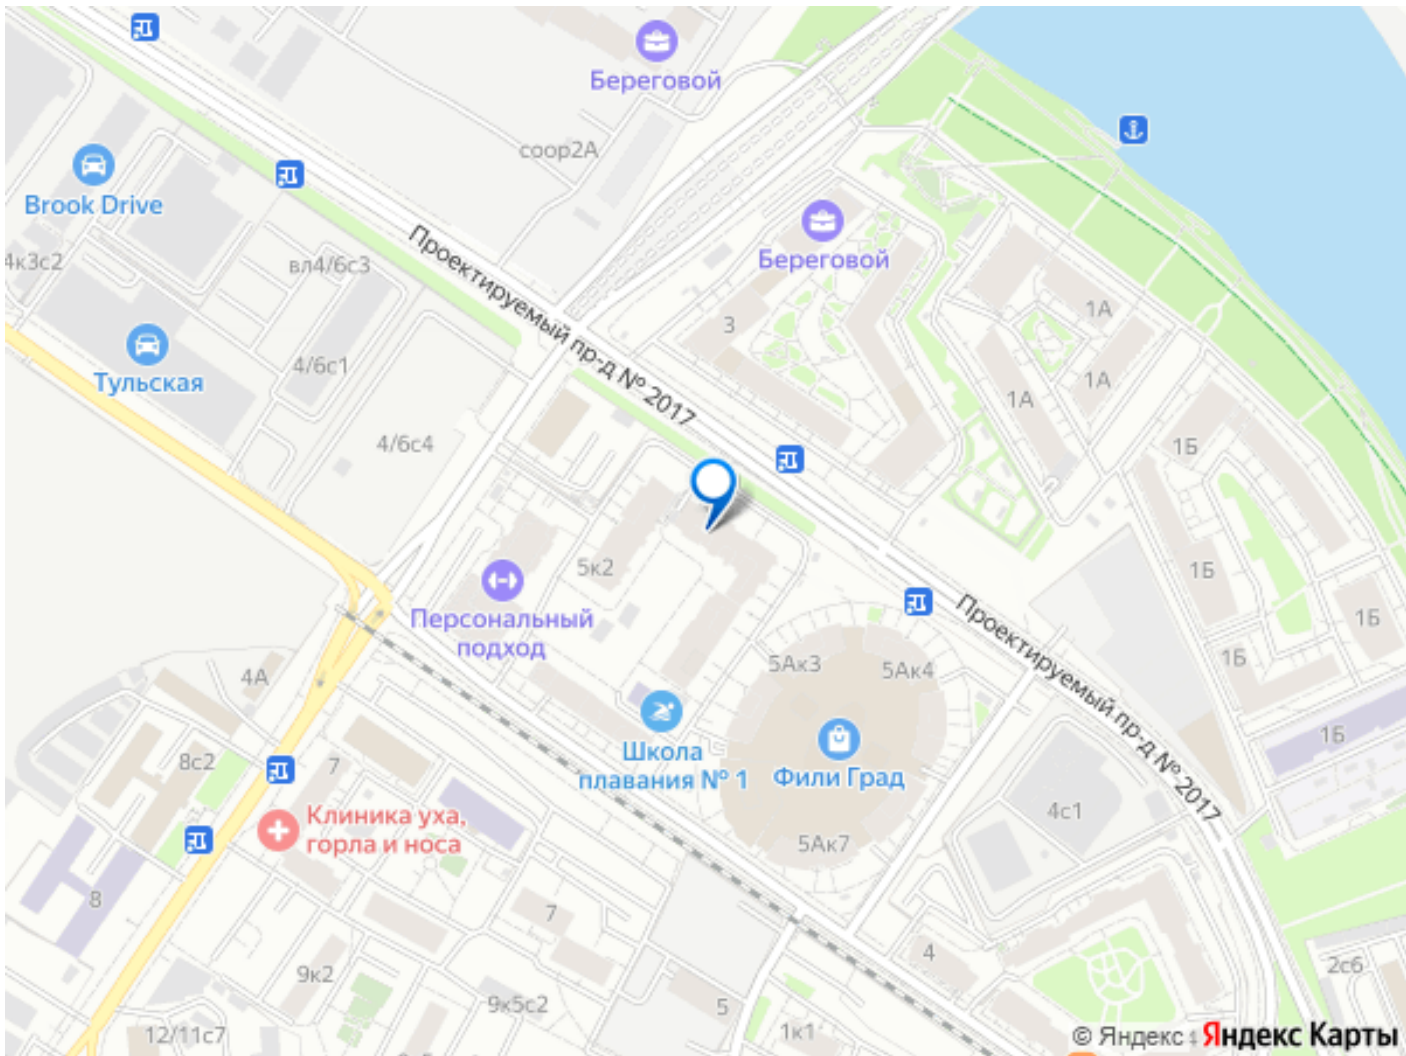 Береговой
соор2А
Brook Drive
Проектируемый пр-д № 2017
Береговой
4к3с2
вл4/6с3
3
1А
4/6с1
Тульская
1А
1А
4/6с4
1Б
5к2
1Б
Персональный
подход
Проектируемый пр-д № 2017
1Б
5Ак3
5Ак4
1Б
4А
8с2
7
Школа
плавания № 1
Фили Град
1Б
Клиника уха,
горла и носа
4с1
5Ак7
8
7
4
9к2
2с6
9к5с2
5
12/11с7
1к1
© Яндекс
Яндекс Карты